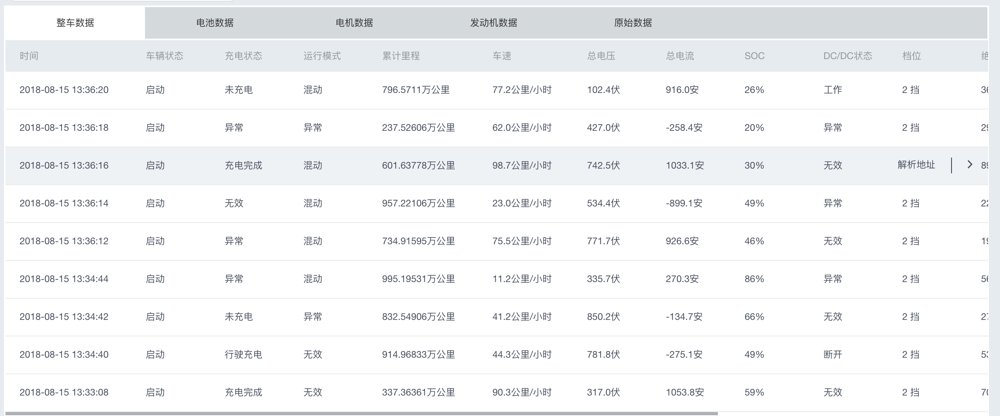 整车数据 电池数据 电机数据 发动机数据 原始数据
时间 车辆状态 充电状态 运行模式 累计里程 车速 总电压 总电流 SOC DC/DC状态 档位
2018-08-15 13:36:20 启动 未充电 混动 796.5711万公里 77.2公里/小时 102.4伏 916.0安 26% 工作 2 挡
2018-08-15 13:36:18 启动 异常 异常 237.52606万公里 62.0公里/小时 427.0伏 -258.4安 20% 异常 2 挡
2018-08-15 13:36:16 启动 充电完成 混动 601.63778万公里 98.7公里/小时 742.5伏 1033.1安 30% 无效 解析地址
2018-08-15 13:36:14 启动 无效 混动 957.22106万公里 23.0公里/小时 534.4伏 -899.1安 49% 异常 2 挡
2018-08-15 13:36:12 启动 异常 混动 734.91595万公里 75.5公里/小时 771.7伏 926.6安 46% 无效 2 挡
2018-08-15 13:34:44 启动 异常 混动 995.19531万公里 11.2公里/小时 335.7伏 270.3安 86% 异常 2 挡
2018-08-15 13:34:42 启动 未充电 异常 832.54906万公里 41.2公里/小时 850.2伏 -134.7安 66% 无效 2 挡
2018-08-15 13:34:40 启动 行驶充电 无效 914.96833万公里 44.3公里/小时 781.8伏 -275.1安 49% 断开 2 挡
2018-08-15 13:33:08 启动 充电完成 无效 337.36361万公里 90.3公里/小时 317.0伏 1053.8安 59% 无效 2 挡